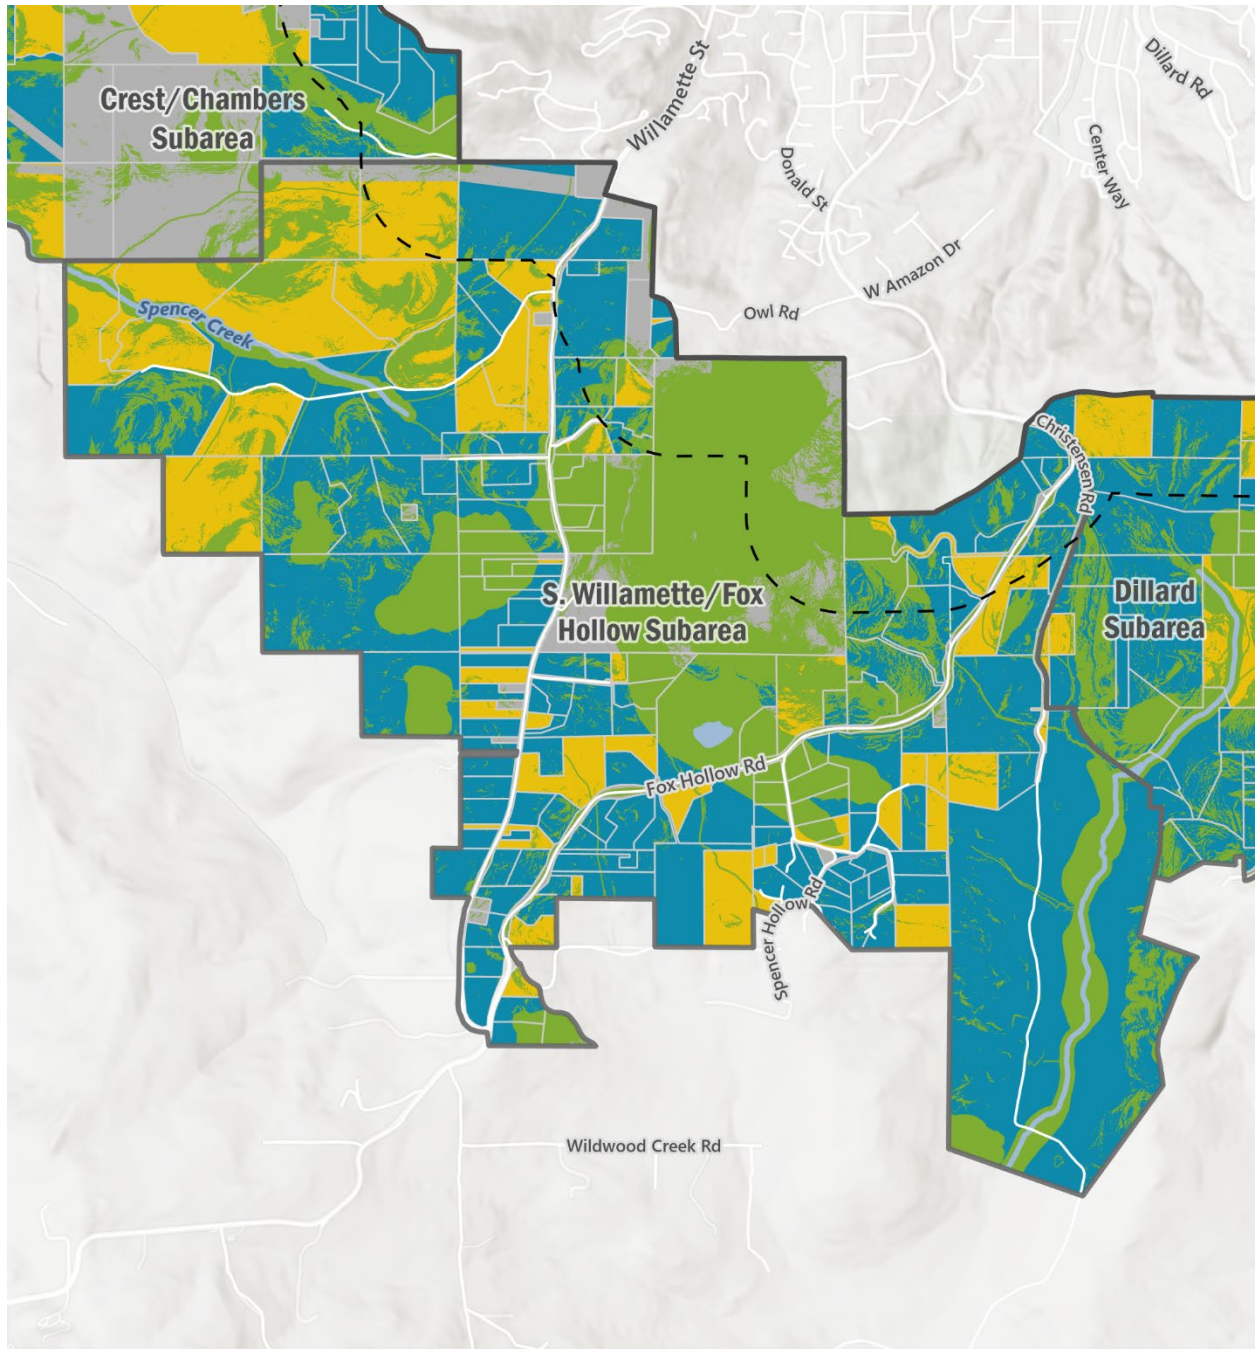 Willamette St
Dillard Rd
Crest/Chambers
Subarea
Center Way
Donald St
W Amazon Dr
Spencer Creek
Owl Rd
Christensen Rd
S. Willamette/Fox
Hollow Subarea
Dillard
Subarea
Fox Hollow Rd
Spencer Hollow Rd
Wildwood Creek Rd